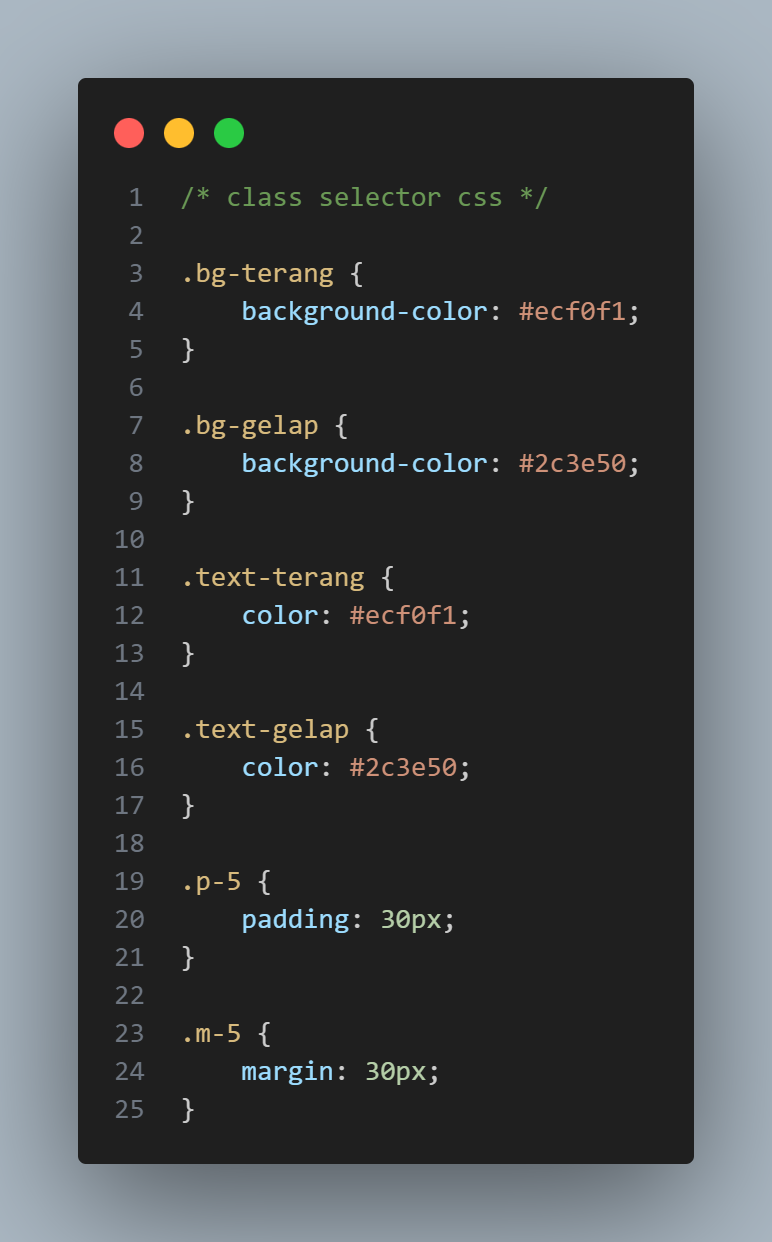 1 /* class selector css */
2
3 .bg-terang {
4     background-color: #ecf0f1;
5 }
6
7 .bg-gelap {
8     background-color: #2c3e50;
9 }
10
11 .text-terang {
12     color: #ecf0f1;
13 }
14
15 .text-gelap {
16     color: #2c3e50;
17 }
18
19 .p-5 {
20     padding: 30px;
21 }
22
23 .m-5 {
24     margin: 30px;
25 }